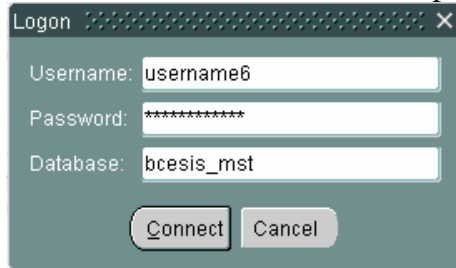 Logon
Username: username6
Password: ************
Database: bcesis_mst
Connect Cancel